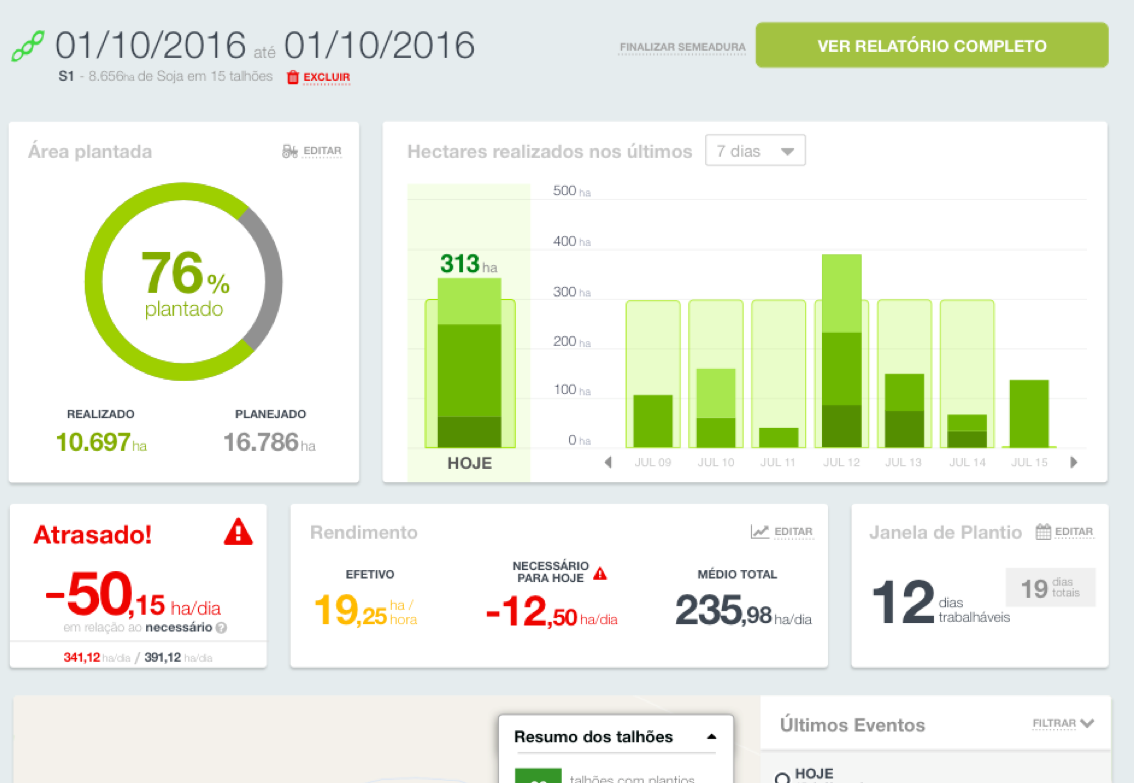 01/10/2016 até 01/10/2016
S1 - 8.656ha de Soja em 15 talhões EXCLUIR
FINALIZAR SEMEADURA
VER RELATÓRIO COMPLETO
Área plantada
EDITAR
76%
plantado
REALIZADO
10.697ha
PLANEJADO
16.786ha
Hectares realizados nos últimos
7 dias
313ha
HOJE
500 ha
400 ha
300 ha
200 ha
100 ha
0 ha
JUL 09 JUL 10 JUL 11 JUL 12 JUL 13 JUL 14 JUL 15
Atrasado!
-50,15 ha/dia
em relação ao necessário ?
341,12 ha/dia / 391,12 ha/dia
Rendimento
EDITAR
EFETIVO
19,25 ha / hora
NECESSÁRIO
PARA HOJE
-12,50 ha/dia
MÉDIO TOTAL
235,98 ha/dia
Janela de Plantio
EDITAR
12 dias trabalháveis
19 dias totais
Resumo dos talhões
talhões com plantios
Últimos Eventos
FILTRAR
HOJE